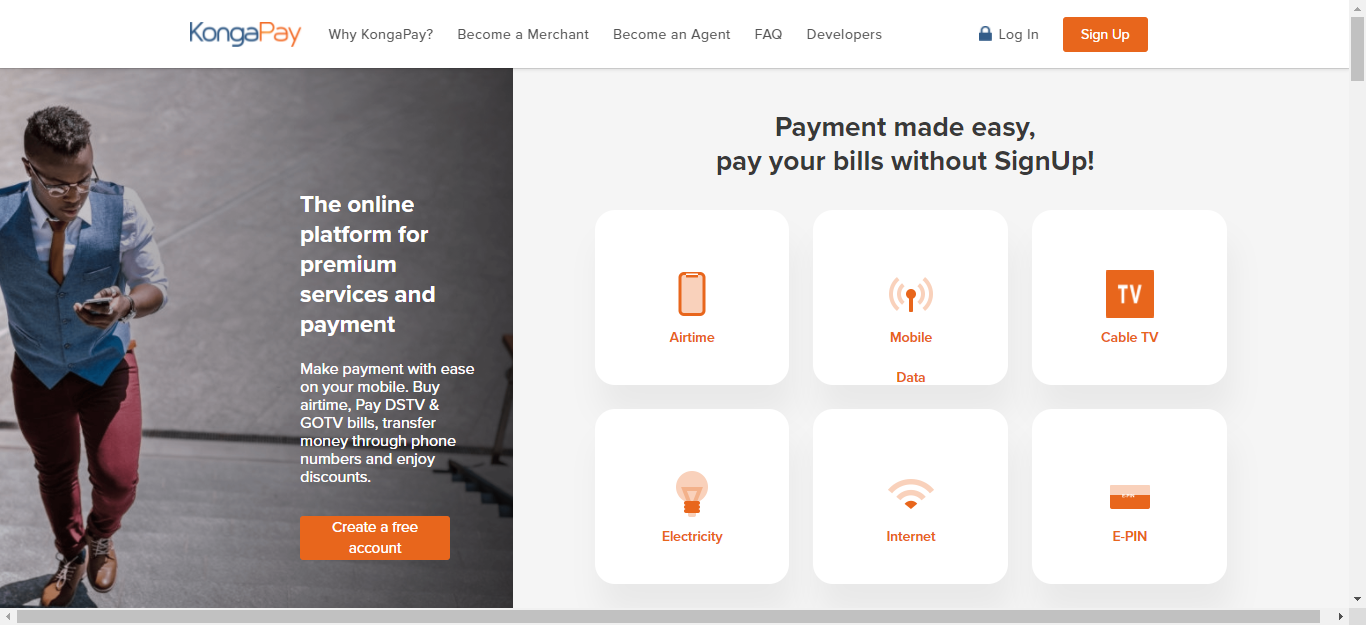 KongaPay
Why KongaPay?
Become a Merchant
Become an Agent
FAQ
Developers
Log In
Sign Up
The online
platform for
premium
services and
payment
Make payment with ease
on your mobile. Buy
airtime, Pay DSTV &
GOTV bills, transfer
money through phone
numbers and enjoy
discounts.
Create a free
account
Payment made easy,
pay your bills without SignUp!
Airtime
Mobile
Data
TV
Cable TV
Electricity
Internet
E-PIN